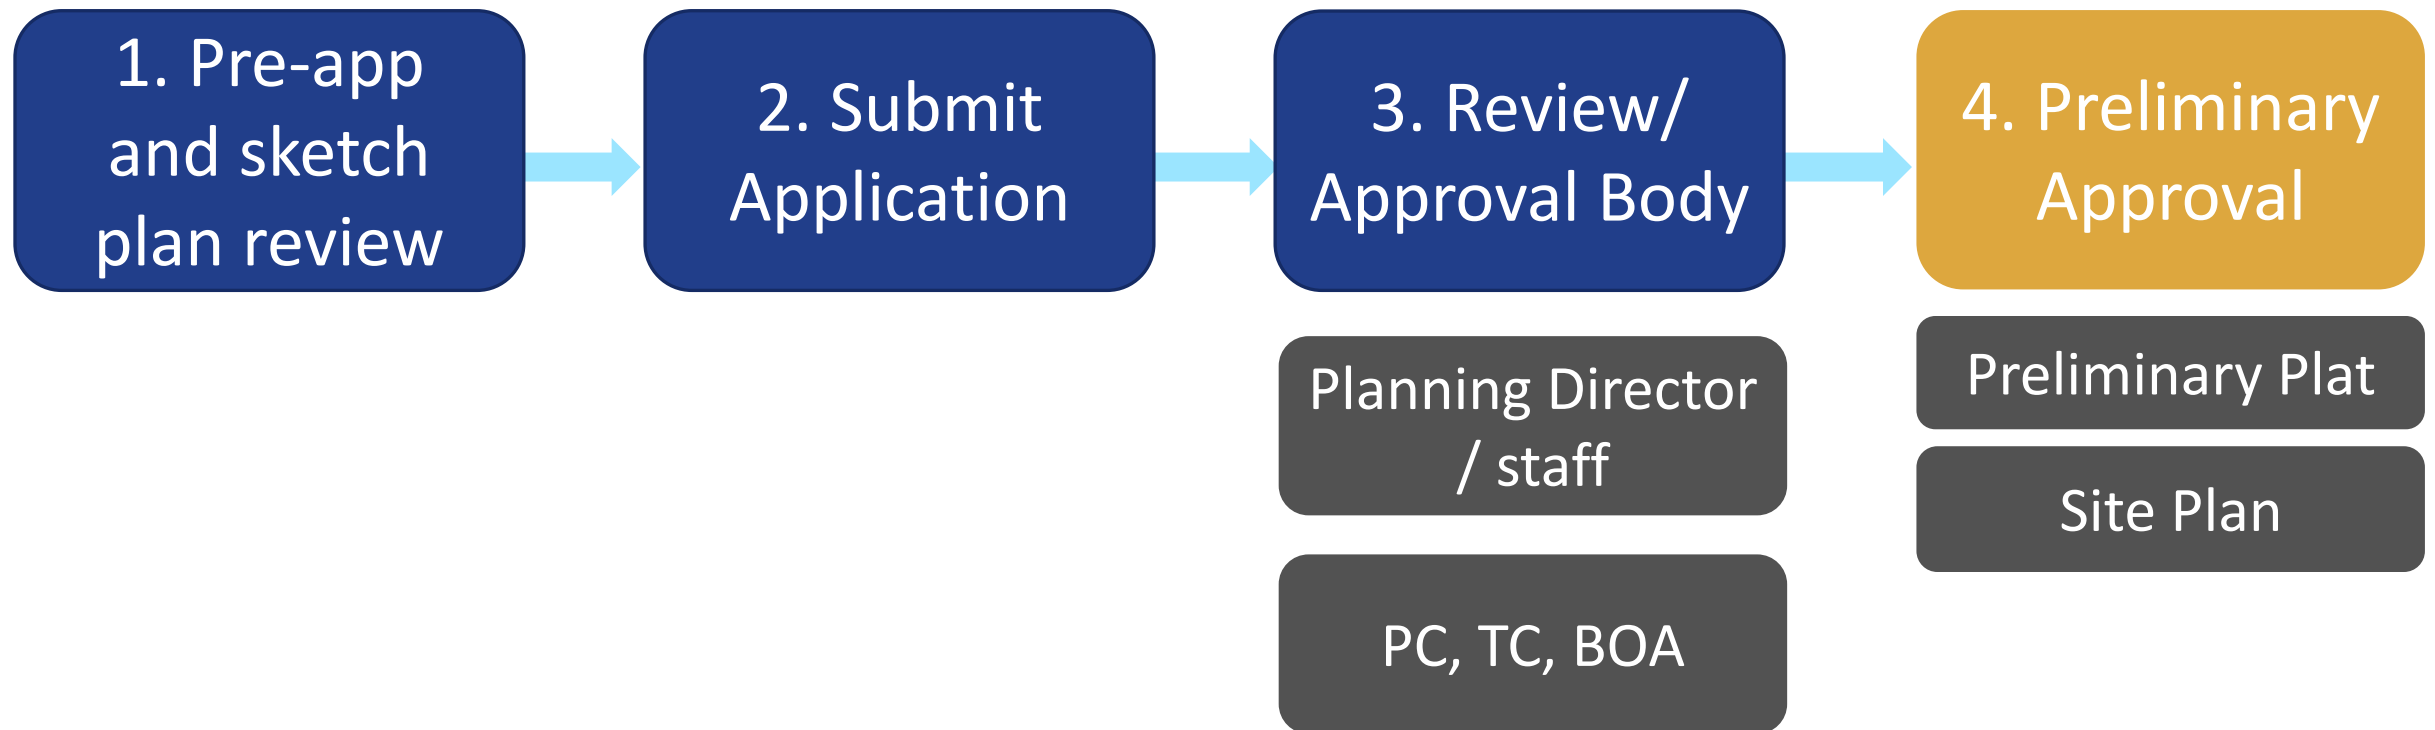 1. Pre-app
and sketch
plan review
2. Submit
Application
3. Review/
Approval Body
4. Preliminary
Approval
Planning Director
/ staff
PC, TC, BOA
Preliminary Plat
Site Plan